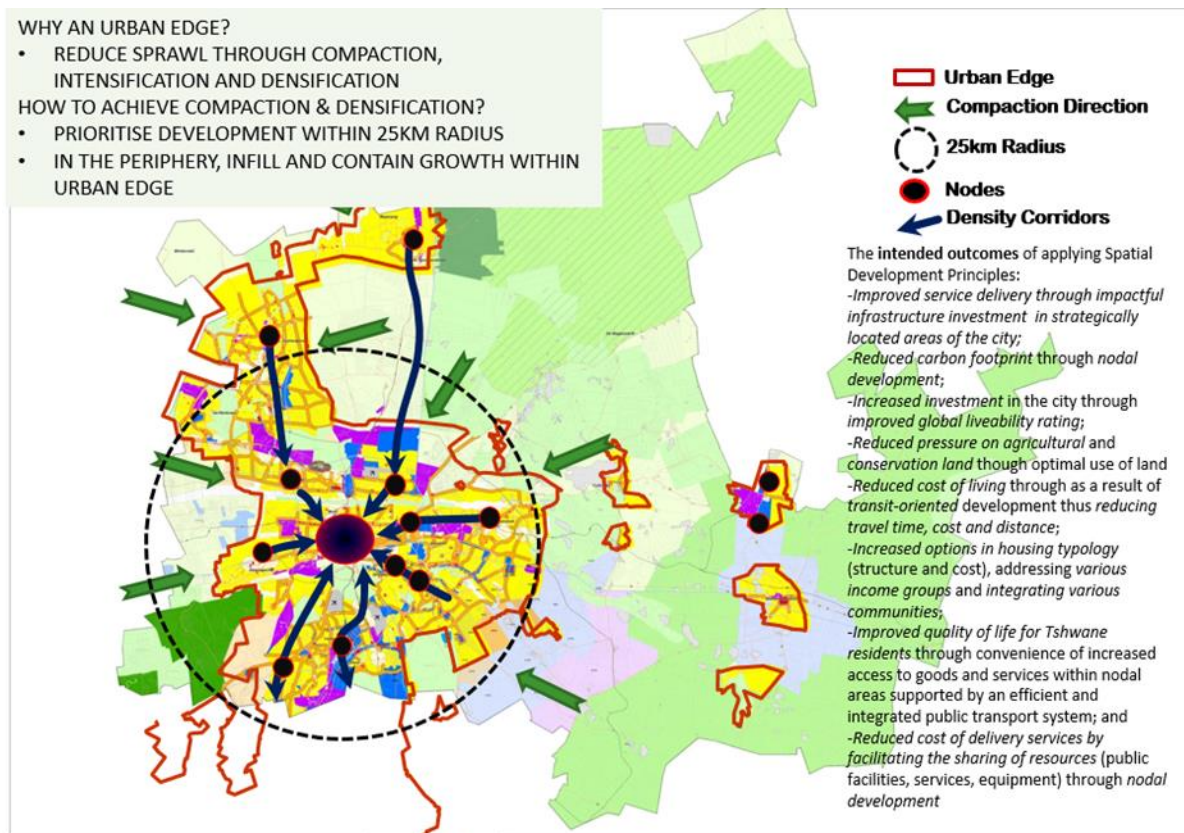 WHY AN URBAN EDGE?
• REDUCE SPRAWL THROUGH COMPACTION,
INTENSIFICATION AND DENSIFICATION
HOW TO ACHIEVE COMPACTION & DENSIFICATION?
• PRIORITISE DEVELOPMENT WITHIN 25KM RADIUS
• IN THE PERIPHERY, INFILL AND CONTAIN GROWTH WITHIN
URBAN EDGE
Urban Edge
Compaction Direction
25km Radius
Nodes
Density Corridors
The intended outcomes of applying Spatial
Development Principles:
-Improved service delivery through impactful
infrastructure investment in strategically
located areas of the city;
-Reduced carbon footprint through nodal
development;
-Increased investment in the city through
improved global liveability rating;
-Reduced pressure on agricultural and
conservation land though optimal use of land
-Reduced cost of living through as a result of
transit-oriented development thus reducing
travel time, cost and distance;
-Increased options in housing typology
(structure and cost), addressing various
income groups and integrating various
communities;
-Improved quality of life for Tshwane
residents through convenience of increased
access to goods and services within nodal
areas supported by an efficient and
integrated public transport system; and
-Reduced cost of delivery services by
facilitating the sharing of resources (public
facilities, services, equipment) through nodal
development